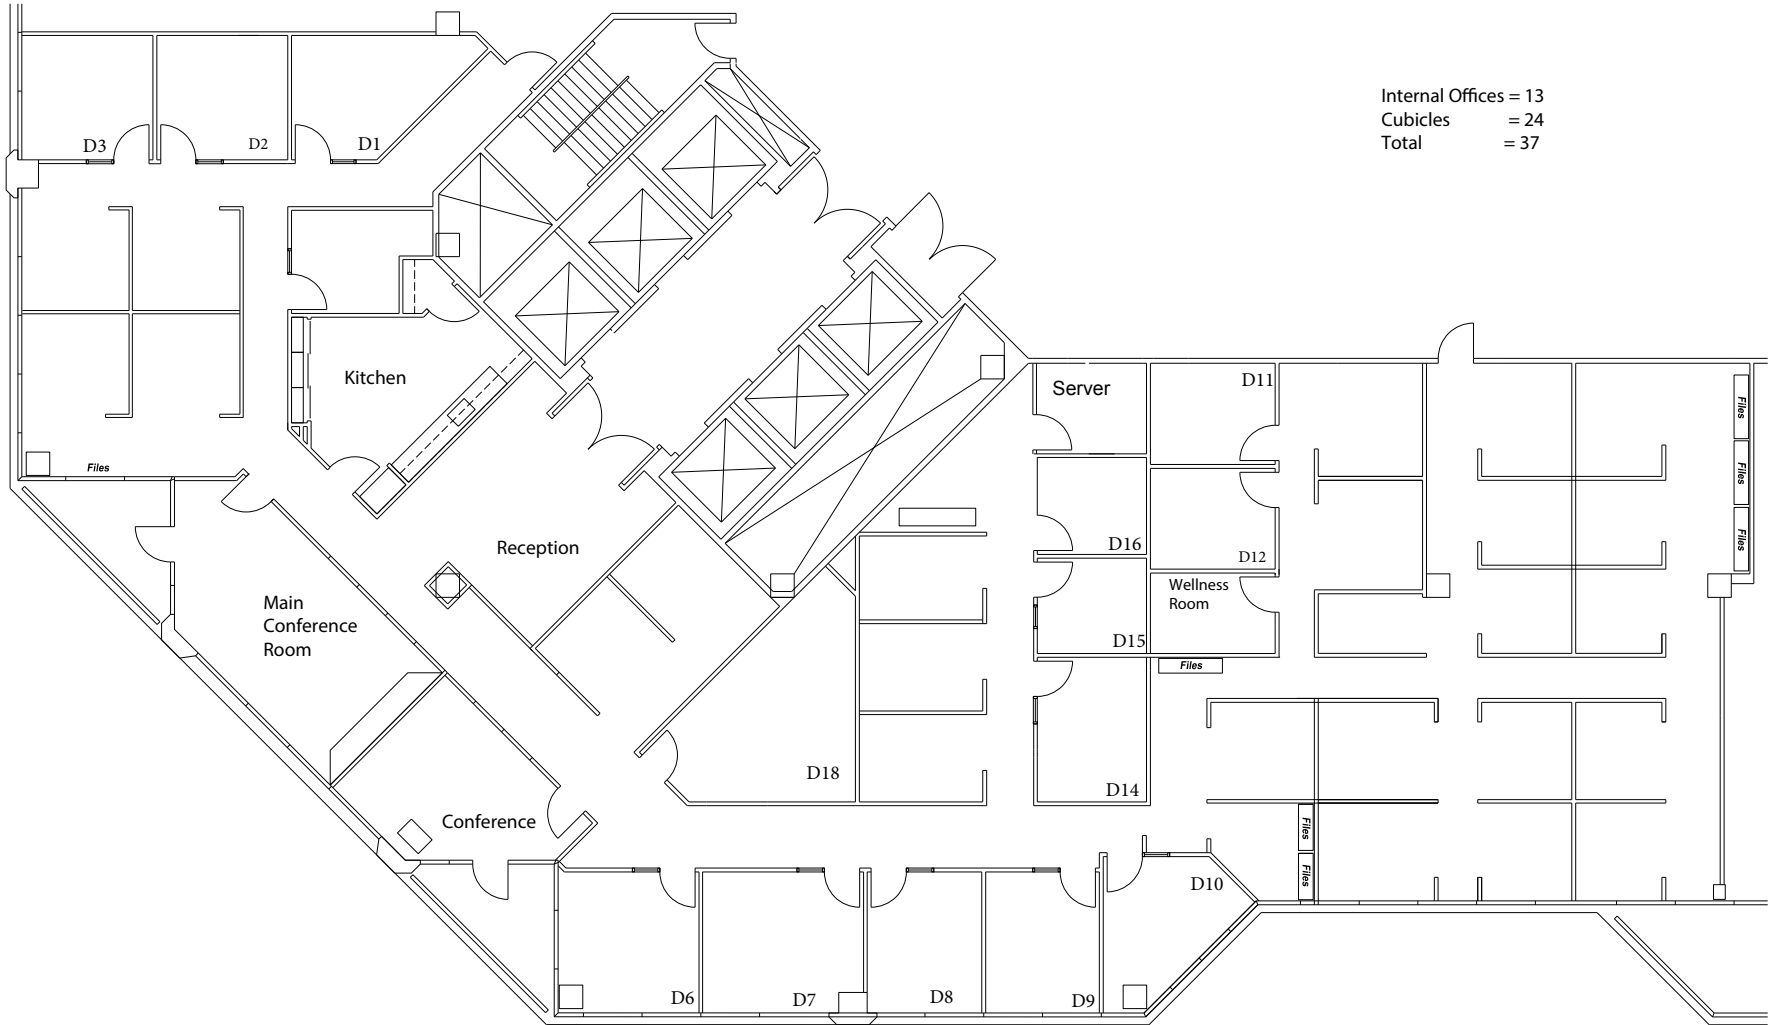 Internal Offices = 13
Cubicles = 24
Total = 37
D3
D2
D1
Kitchen
Server
D11
Files
Files
Files
Files
Reception
D16
D12
Main
Conference
Room
Wellness
Room
D15
Files
D18
D14
Conference
Files
Files
D10
D6
D7
D8
D9